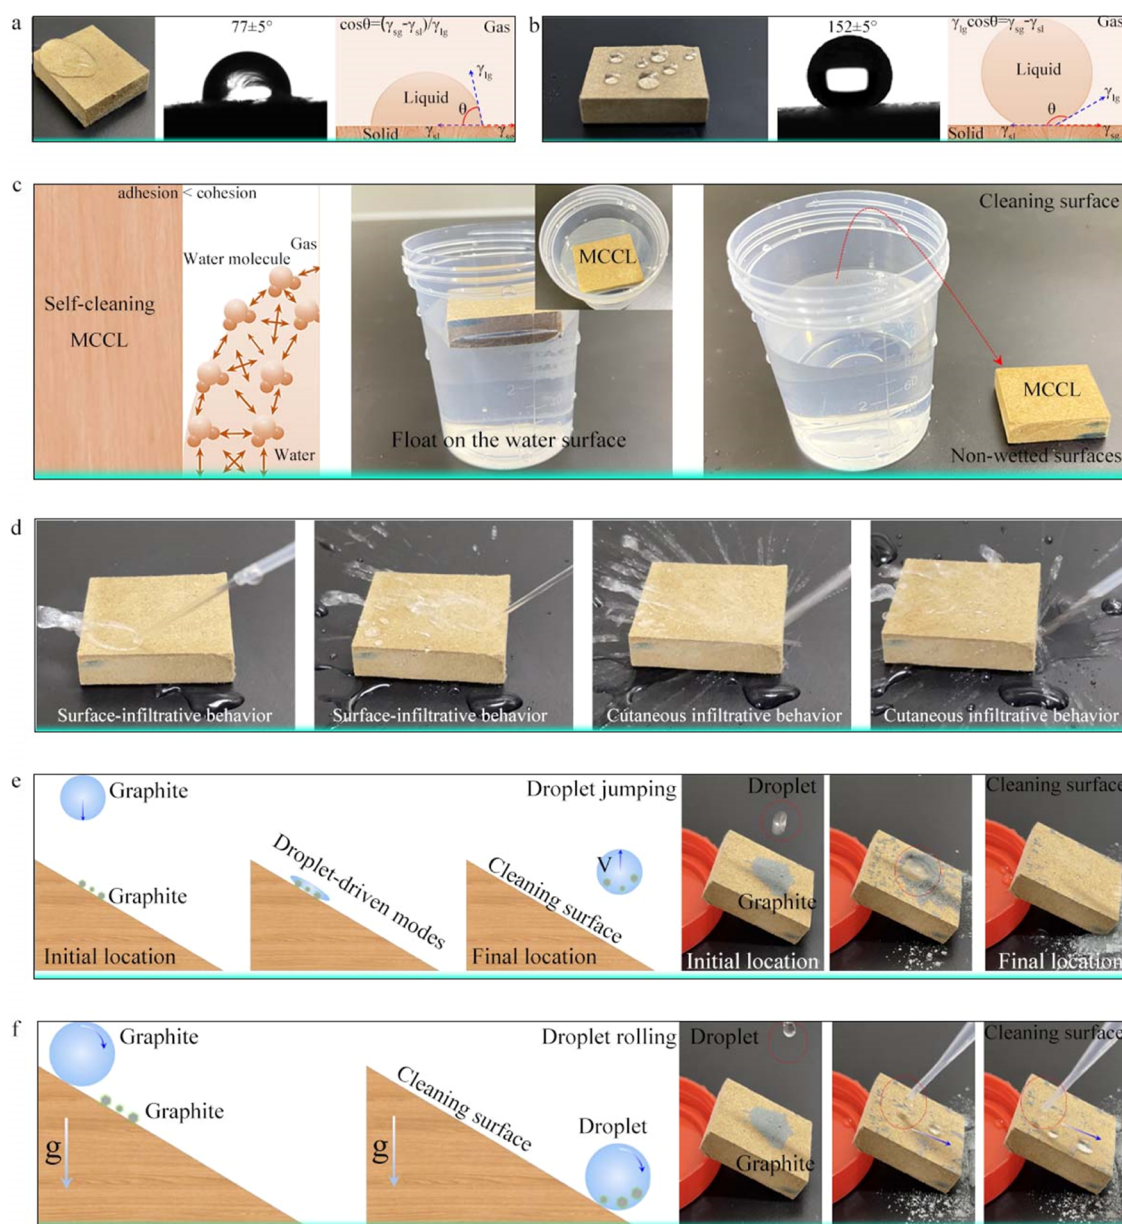 a
77±5°
cosθ=(γsg-γsl)/γlg
Gas
γlg
Liquid
θ
Solid
γsl
γsg
b
152±5°
γlgcosθ=γsg-γsl
Gas
Liquid
γlg
θ
Solid
γsl
γsg
c
adhesion < cohesion
Gas
Water molecule
Self-cleaning
MCCL
Water
MCCL
2
Float on the water surface
Cleaning surface
2
60
MCCL
Non-wetted surfaces
d
Surface-infiltrative behavior
Surface-infiltrative behavior
Cutaneous infiltrative behavior
Cutaneous infiltrative behavior
e
Graphite
Graphite
Initial location
Droplet-driven modes
Droplet jumping
V
Cleaning surface
Final location
Droplet
Graphite
Initial location
Cleaning surface
Final location
f
Graphite
Graphite
g
Droplet rolling
Cleaning surface
Droplet
g
Droplet
Graphite
Cleaning surface